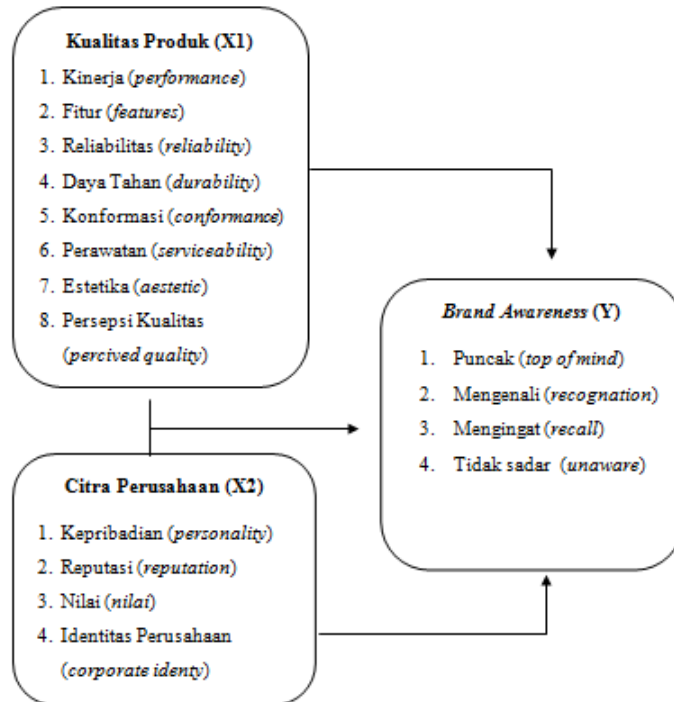 Kualitas Produk (X1)
1. Kinerja (performance)
2. Fitur (features)
3. Reliabilitas (reliability)
4. Daya Tahan (durability)
5. Konformasi (conformance)
6. Perawatan (serviceability)
7. Estetika (aestetic)
8. Persepsi Kualitas
(percived quality)
Brand Awareness (Y)
1. Puncak (top of mind)
2. Mengenali (recognation)
3. Mengingat (recall)
4. Tidak sadar (unaware)
Citra Perusahaan (X2)
1. Kepribadian (personality)
2. Reputasi (reputation)
3. Nilai (nilai)
4. Identitas Perusahaan
(corporate identy)